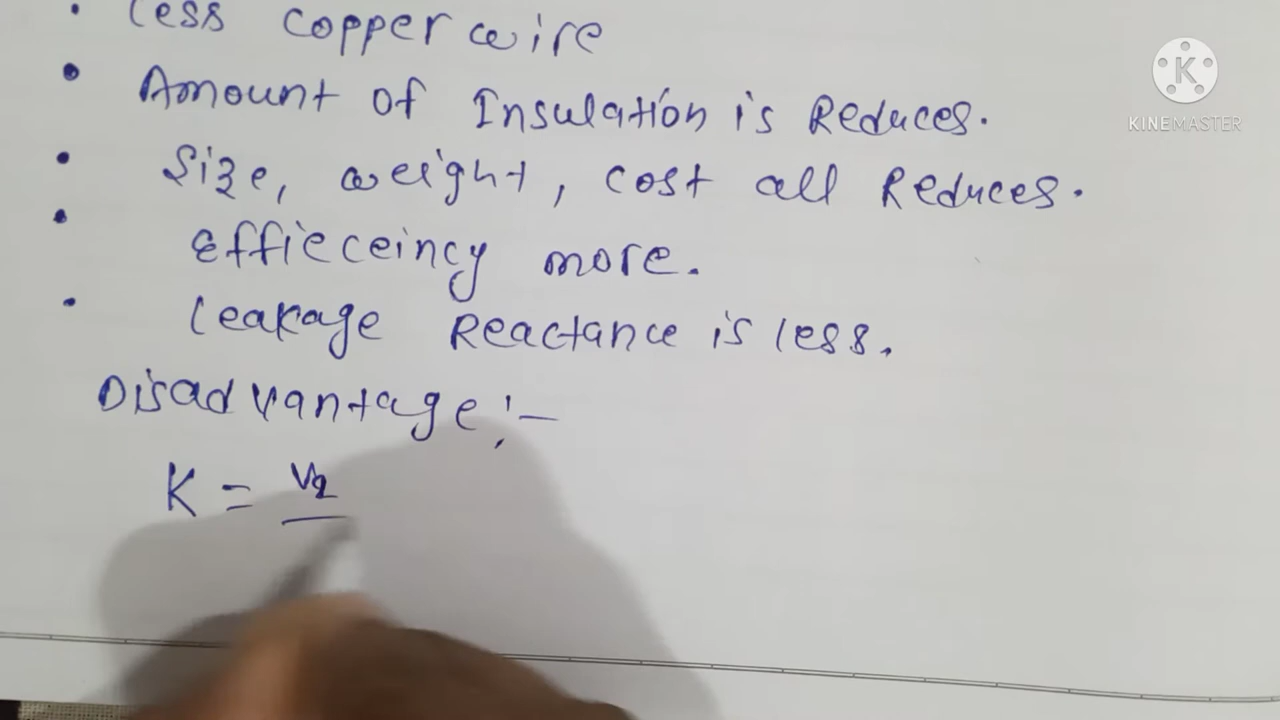 • Less copper wire
• Amount of Insulation is Reduces.
• Size, weight, cost all Reduces.
• Effieceincy more.
• Leakage Reactance is less.
Disadvantage :-
K = V2
KINEMASTER